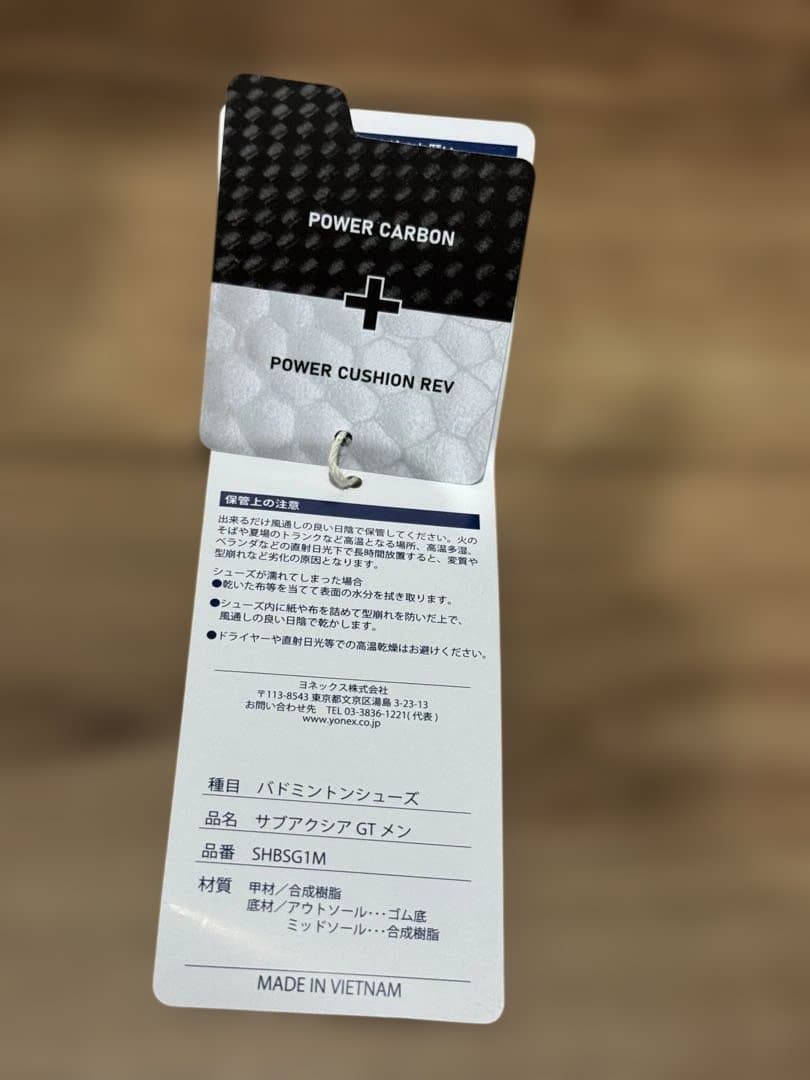 POWER CARBON
POWER CUSHION REV
保管上の注意
出来るだけ風通しの良い日陰で保管してください。火の
そばや夏場のトランクなど高温となる場所、高温多湿、
ベランダなどの直射日光下で長時間放置すると、変質や
型崩れなど劣化の原因となります。
シューズが濡れてしまった場合
●乾いた布等を当てて表面の水分を拭き取ります。
●シューズ内に紙や布を詰めて型崩れを防いだ上で、
風通しの良い日陰で乾かします。
●ドライヤーや直射日光等での高温乾燥はお避けください。
ヨネックス株式会社
〒113-8543 東京都文京区湯島 3-23-13
お問い合わせ先 TEL 03-3836-1221(代表)
www.yonex.co.jp
種目 バドミントンシューズ
品名 サブアクシア GT メン
品番 SHBSG1M
材質 甲材／合成樹脂
底材／アウトソール･･･ゴム底
ミッドソール･･･合成樹脂
MADE IN VIETNAM